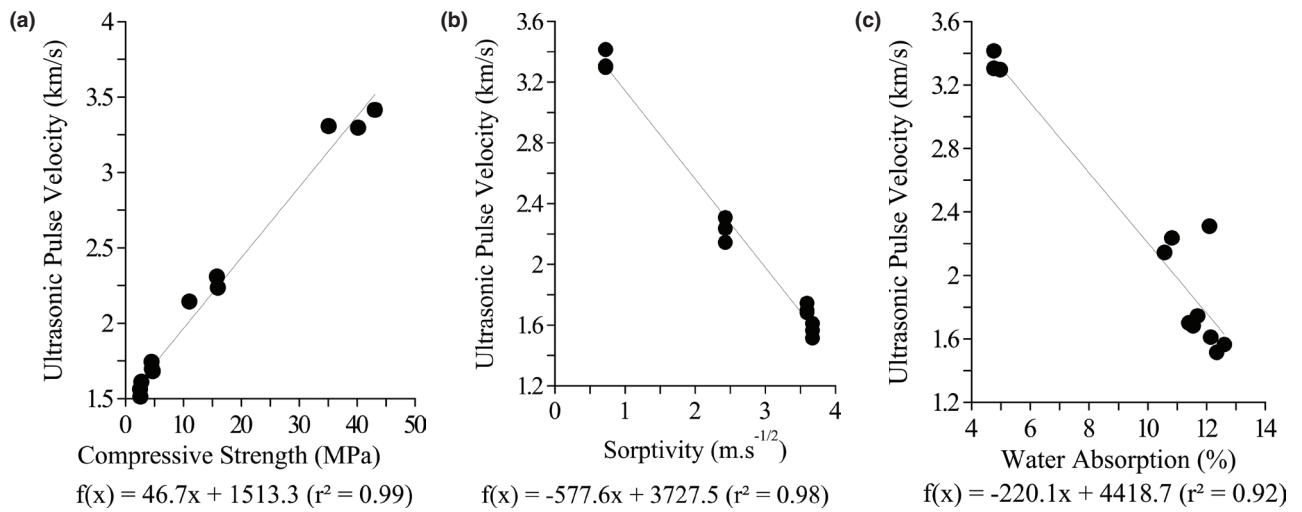 (a)
Ultrasonic Pulse Velocity (km/s)
4
3.5
3
2.5
2
1.5
0 10 20 30 40 50
Compressive Strength (MPa)
f(x) = 46.7x + 1513.3 (r² = 0.99)
(b)
Ultrasonic Pulse Velocity (km/s)
3.6
3.2
2.8
2.4
2
1.6
1.2
0 1 2 3 4
Sorptivity (m.s⁻¹/²)
f(x) = -577.6x + 3727.5 (r² = 0.98)
(c)
Ultrasonic Pulse Velocity (km/s)
3.6
3.2
2.8
2.4
2
1.6
1.2
4 6 8 10 12 14
Water Absorption (%)
f(x) = -220.1x + 4418.7 (r² = 0.92)